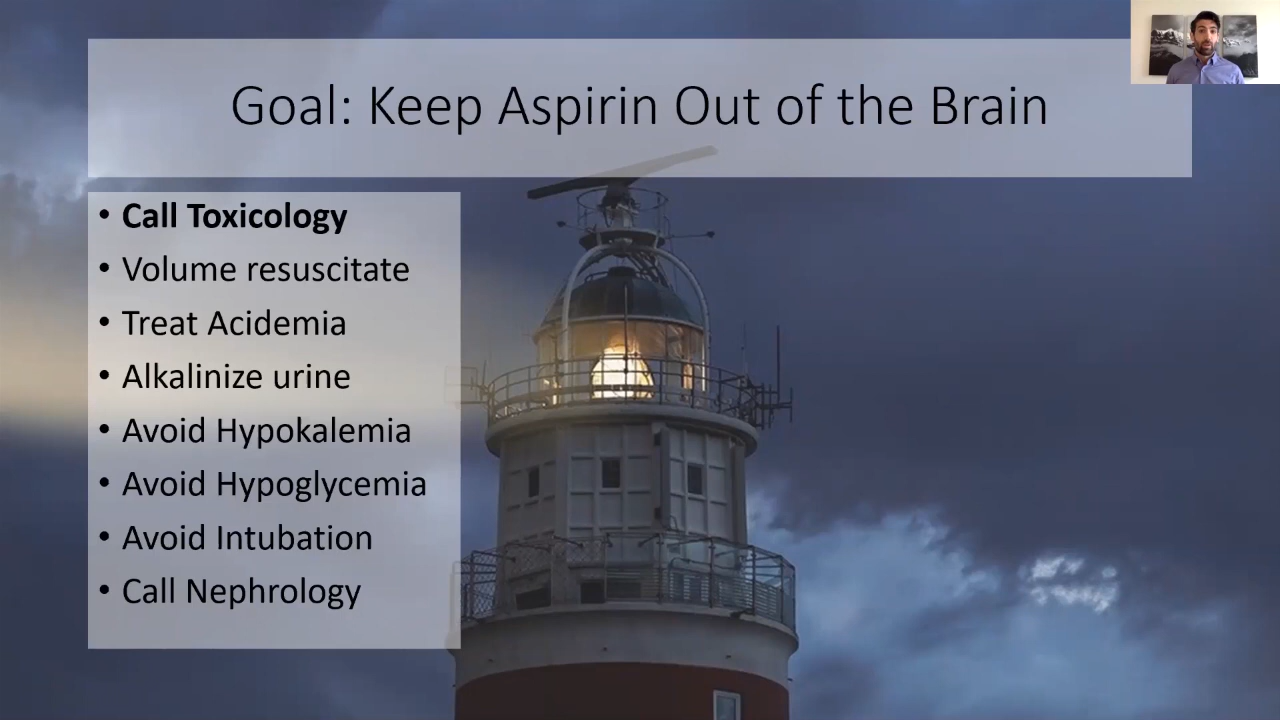 Goal: Keep Aspirin Out of the Brain
• Call Toxicology
• Volume resuscitate
• Treat Acidemia
• Alkalinize urine
• Avoid Hypokalemia
• Avoid Hypoglycemia
• Avoid Intubation
• Call Nephrology